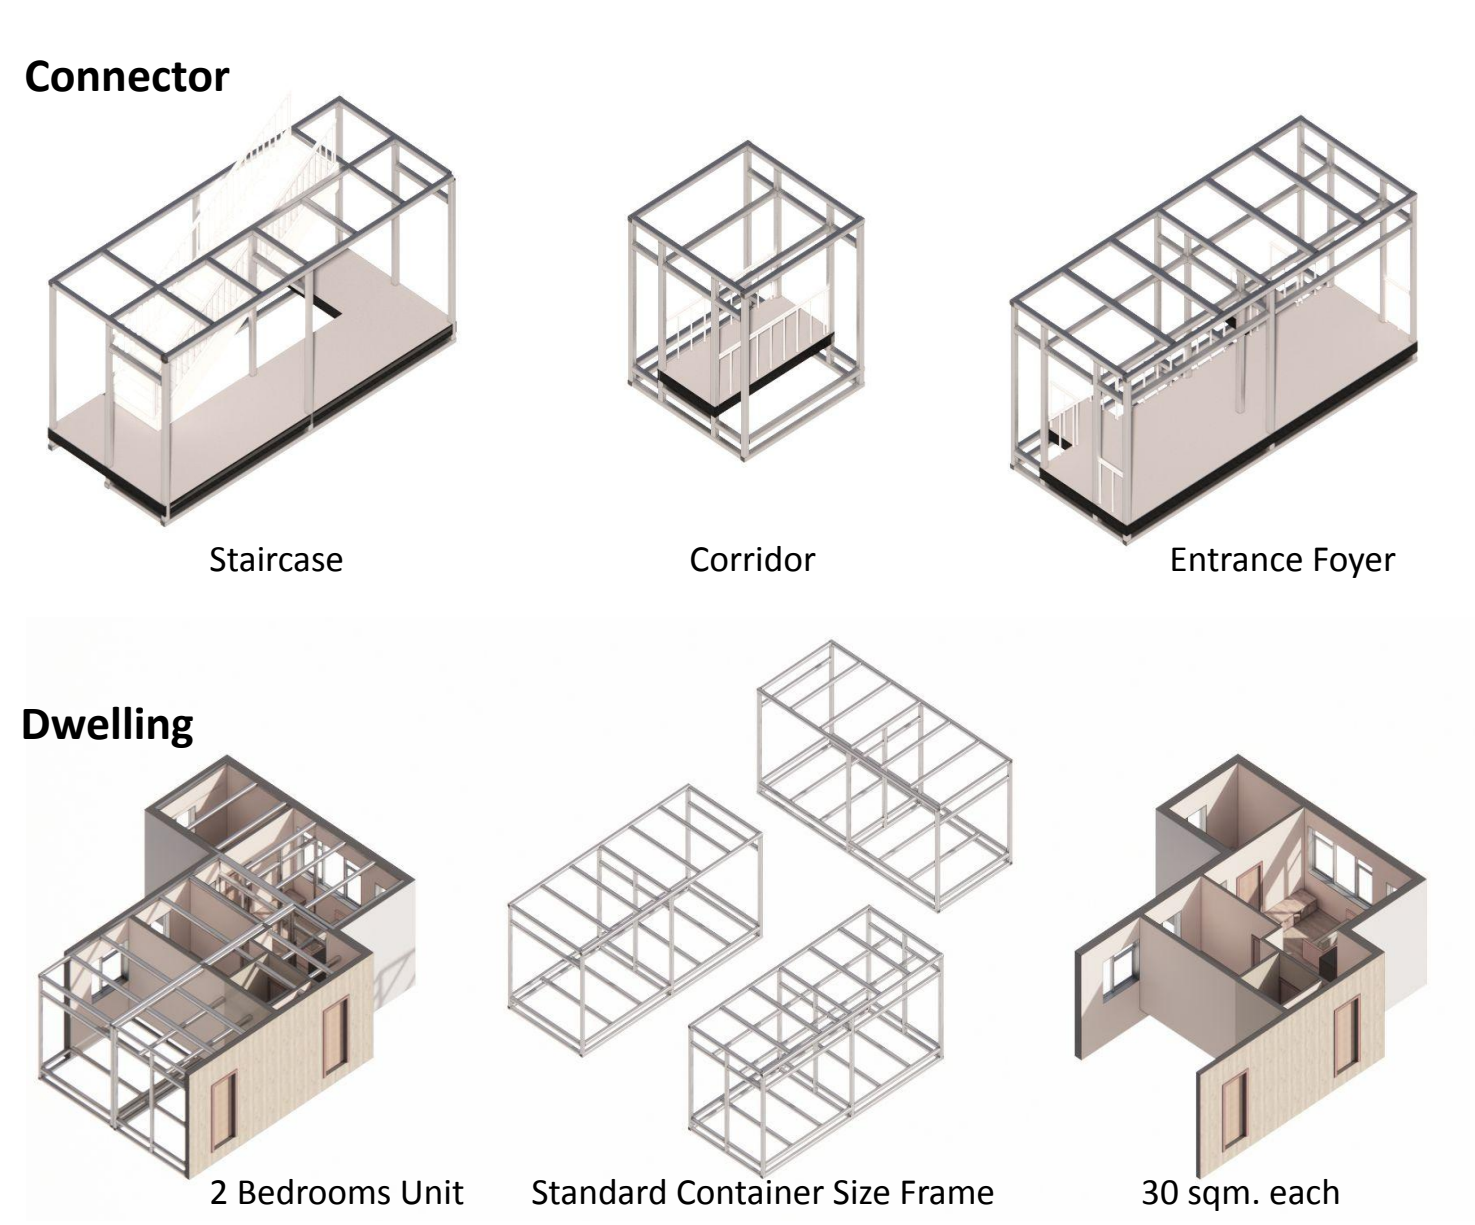 Connector
Staircase
Corridor
Entrance Foyer
Dwelling
2 Bedrooms Unit
Standard Container Size Frame
30 sqm. each